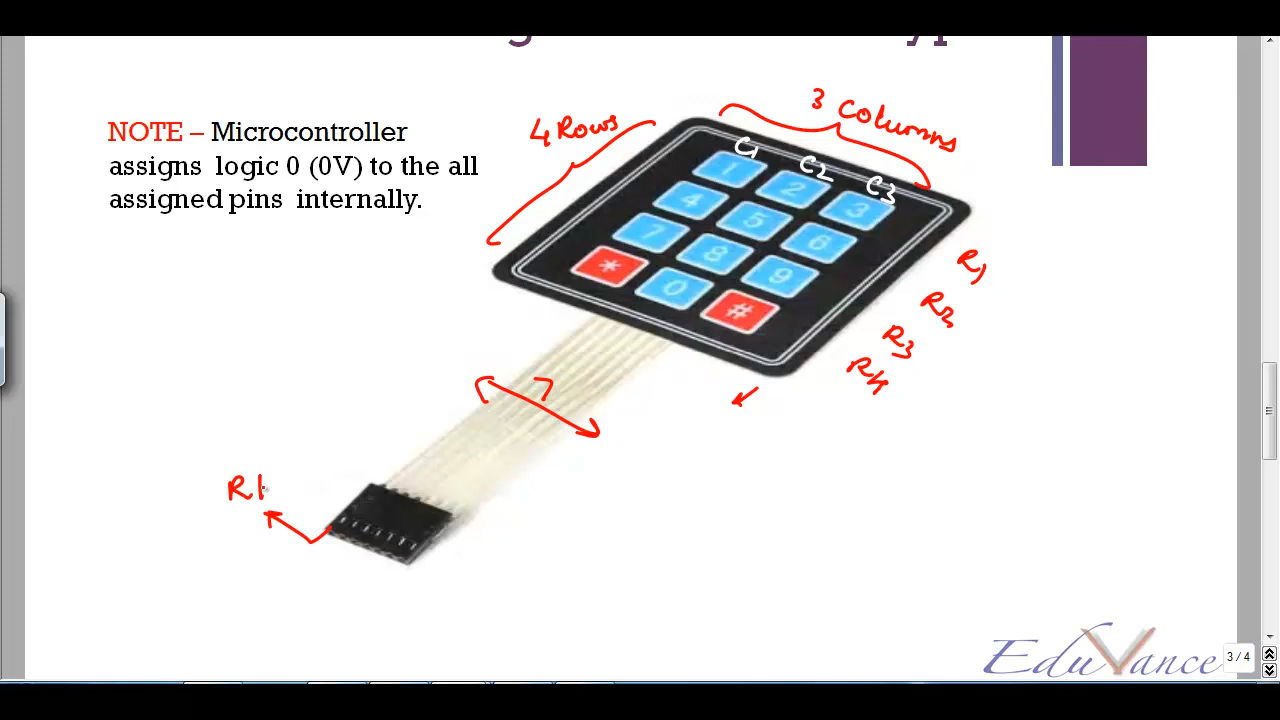 NOTE – Microcontroller
assigns logic 0 (0V) to the all
assigned pins internally.
4 Rows
3 Columns
C1 C2 C3
1 2 3
4 5 6
7 8 9
* 0 #
R1
R2
R3
R4
7
R1
EduVance
3 / 4